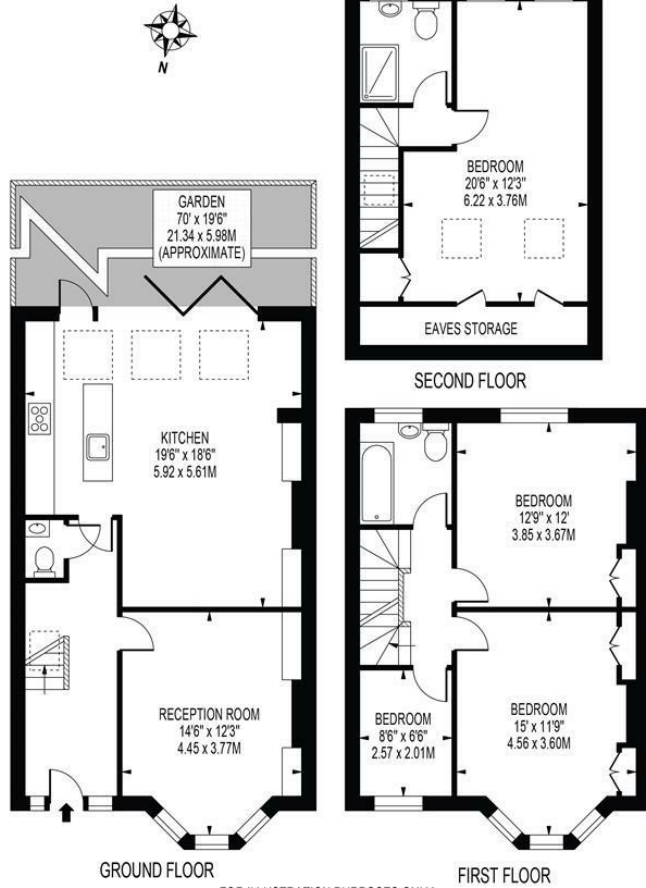 N
GARDEN
70' x 19'6"
21.34 x 5.98M
(APPROXIMATE)
KITCHEN
19'6" x 18'6"
5.92 x 5.61M
RECEPTION ROOM
14'6" x 12'3"
4.45 x 3.77M
GROUND FLOOR
BEDROOM
20'6" x 12'3"
6.22 x 3.76M
EAVES STORAGE
SECOND FLOOR
BEDROOM
12'9" x 12'
3.85 x 3.67M
BEDROOM
8'6" x 6'6"
2.57 x 2.01M
BEDROOM
15' x 11'9"
4.56 x 3.60M
FIRST FLOOR